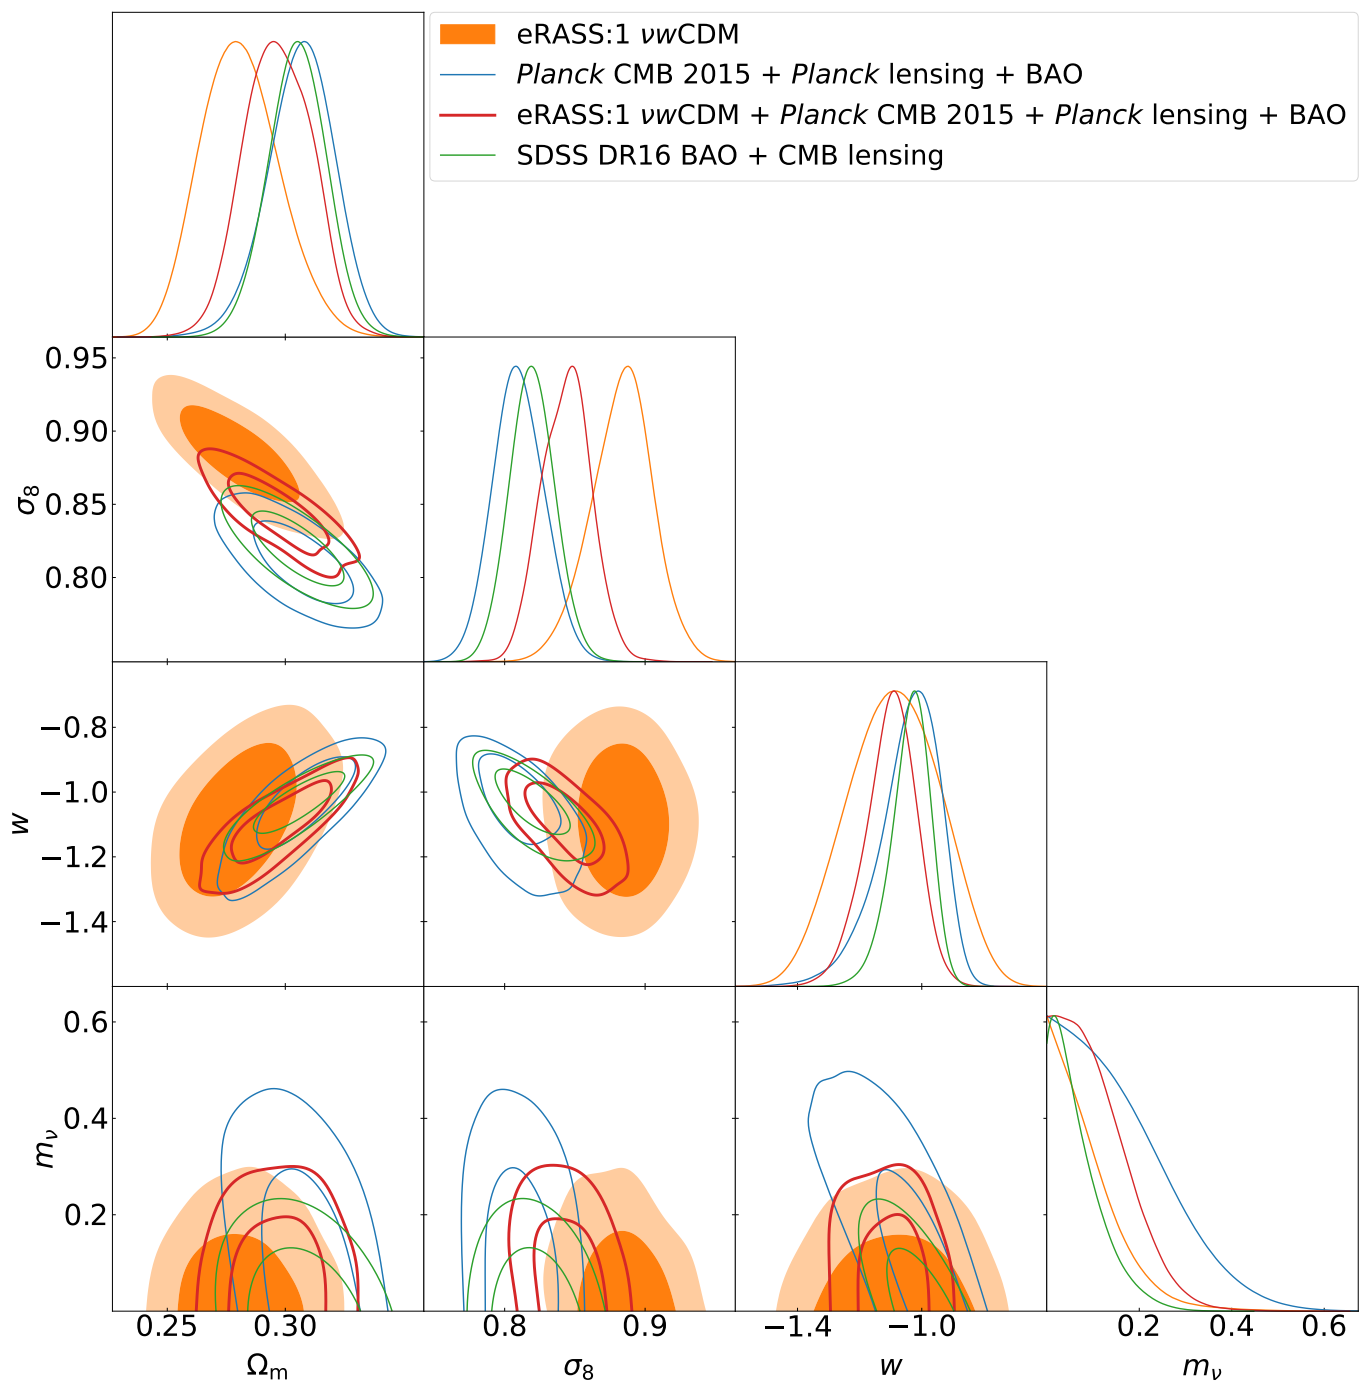 eRASS:1 νwCDM
Planck CMB 2015 + Planck lensing + BAO
eRASS:1 νwCDM + Planck CMB 2015 + Planck lensing + BAO
SDSS DR16 BAO + CMB lensing
0.95
0.90
0.85
0.80
σ₈
−0.8
−1.0
−1.2
−1.4
w
0.6
0.4
0.2
mν
0.25 0.30 0.8 0.9 −1.4 −1.0 0.2 0.4 0.6
Ωm σ₈ w mν